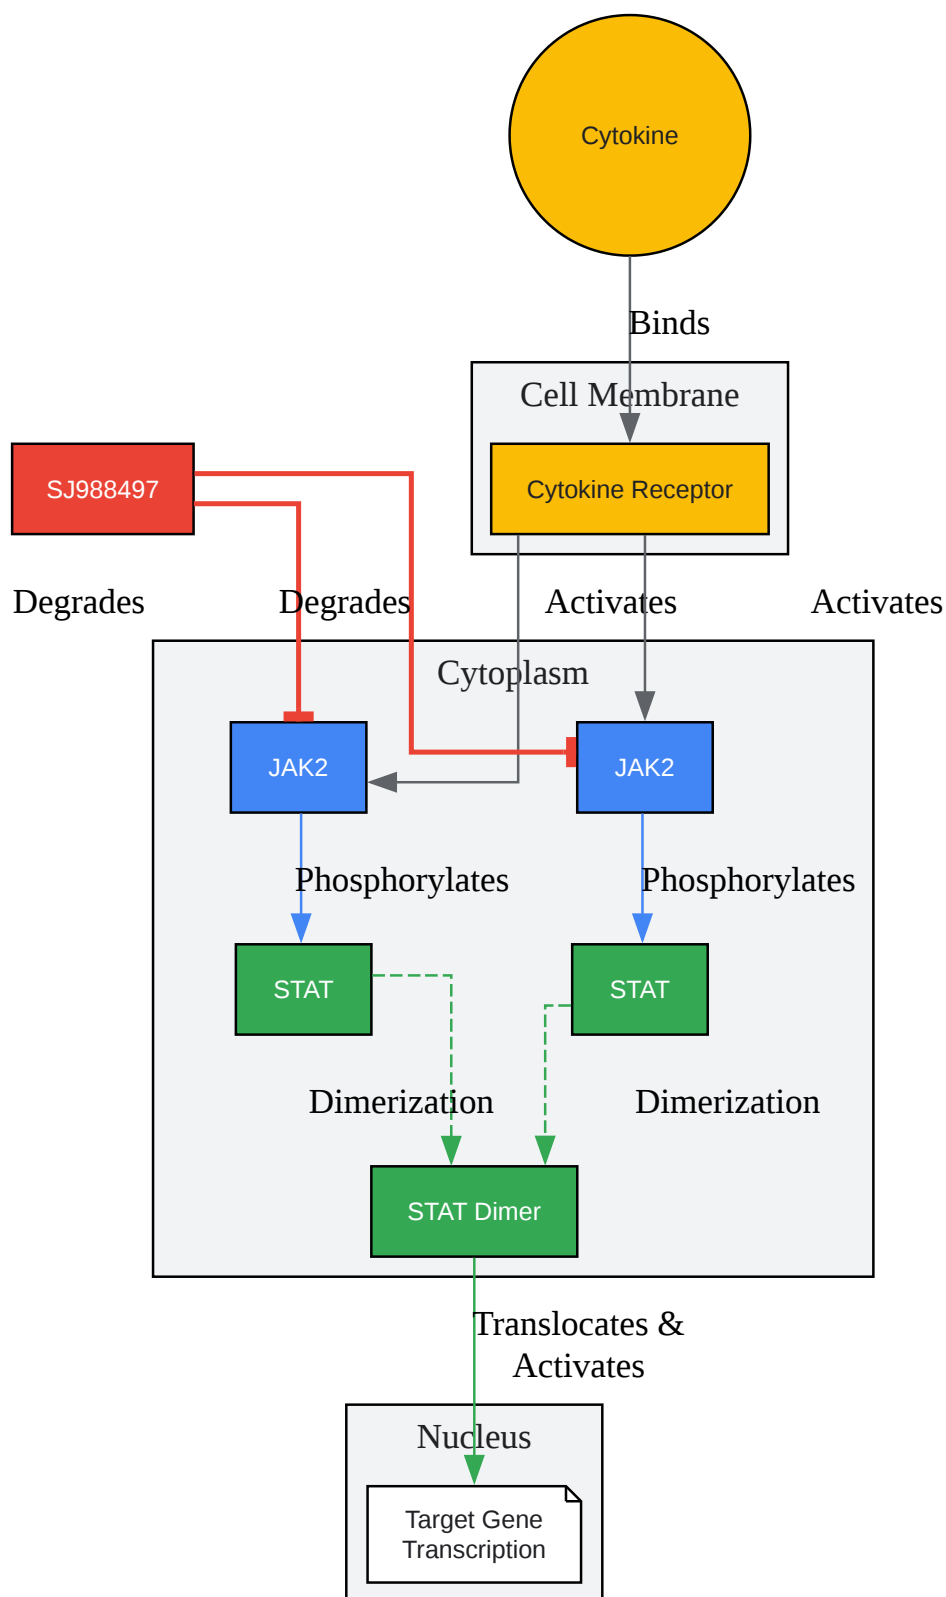 Cytokine
Binds
Cell Membrane
SJ988497
Cytokine Receptor
Degrades
Degrades
Activates
Activates
Cytoplasm
JAK2
JAK2
Phosphorylates
Phosphorylates
STAT
STAT
Dimerization
Dimerization
STAT Dimer
Translocates &
Activates
Nucleus
Target Gene
Transcription